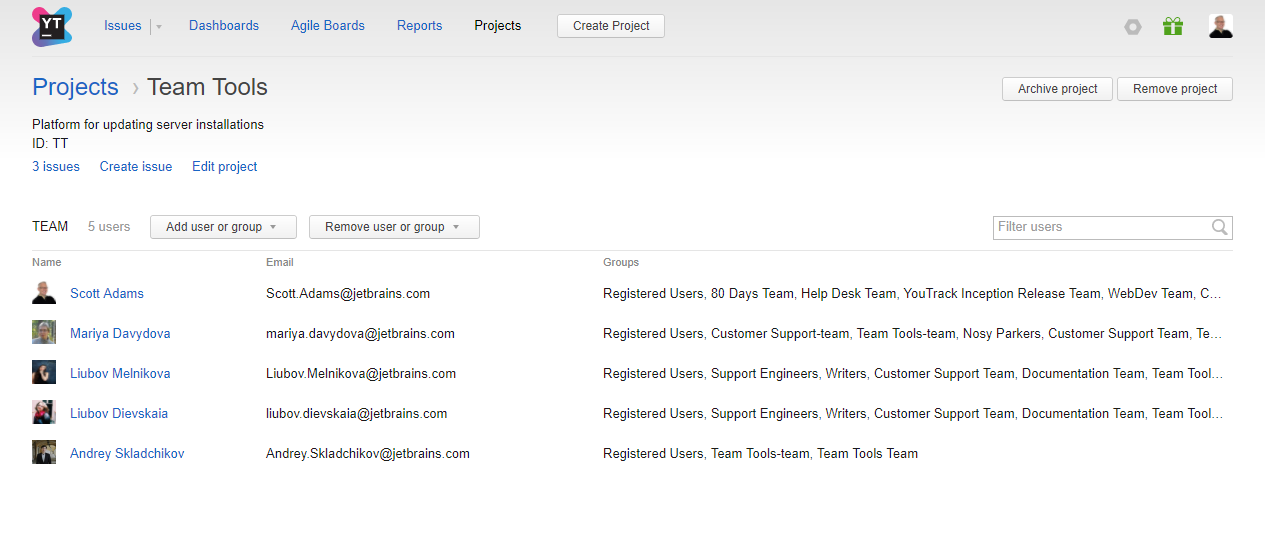 YT Issues Dashboards Agile Boards Reports Projects Create Project
Projects › Team Tools Archive project Remove project
Platform for updating server installations
ID: TT
3 issues Create issue Edit project
TEAM 5 users Add user or group Remove user or group Filter users
Name Email Groups
Scott Adams Scott.Adams@jetbrains.com Registered Users, 80 Days Team, Help Desk Team, YouTrack Inception Release Team, WebDev Team, C…
Mariya Davydova mariya.davydova@jetbrains.com Registered Users, Customer Support-team, Team Tools-team, Nosy Parkers, Customer Support Team, Te…
Liubov Melnikova Liubov.Melnikova@jetbrains.com Registered Users, Support Engineers, Writers, Customer Support Team, Documentation Team, Team Tool…
Liubov Dievskaia liubov.dievskaia@jetbrains.com Registered Users, Support Engineers, Writers, Customer Support Team, Documentation Team, Team Tool…
Andrey Skladchikov Andrey.Skladchikov@jetbrains.com Registered Users, Team Tools-team, Team Tools Team